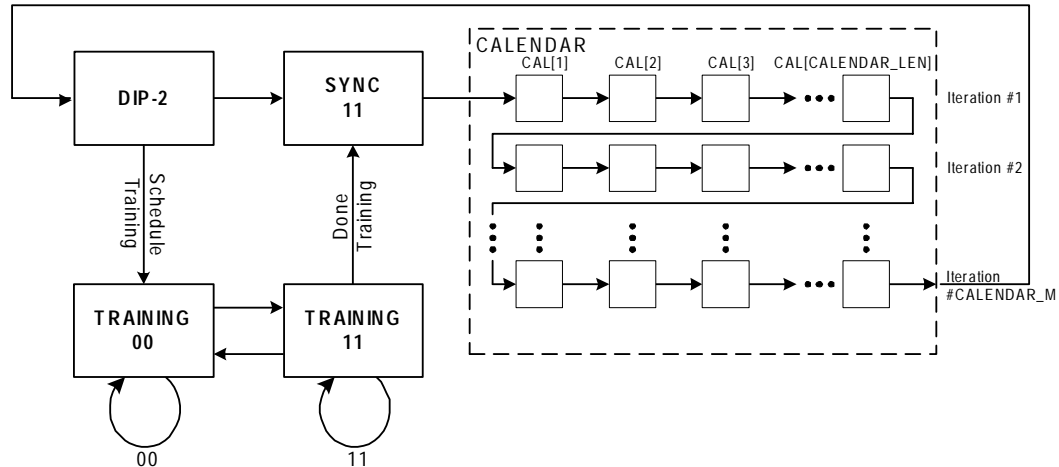 CALENDAR
CAL[1] CAL[2] CAL[3] CAL[CALENDAR_LEN]
DIP-2
SYNC
11
Iteration #1
Iteration #2
Schedule
Training
Done
Training
TRAINING
00
TRAINING
11
Iteration
#CALENDAR_M
00
11